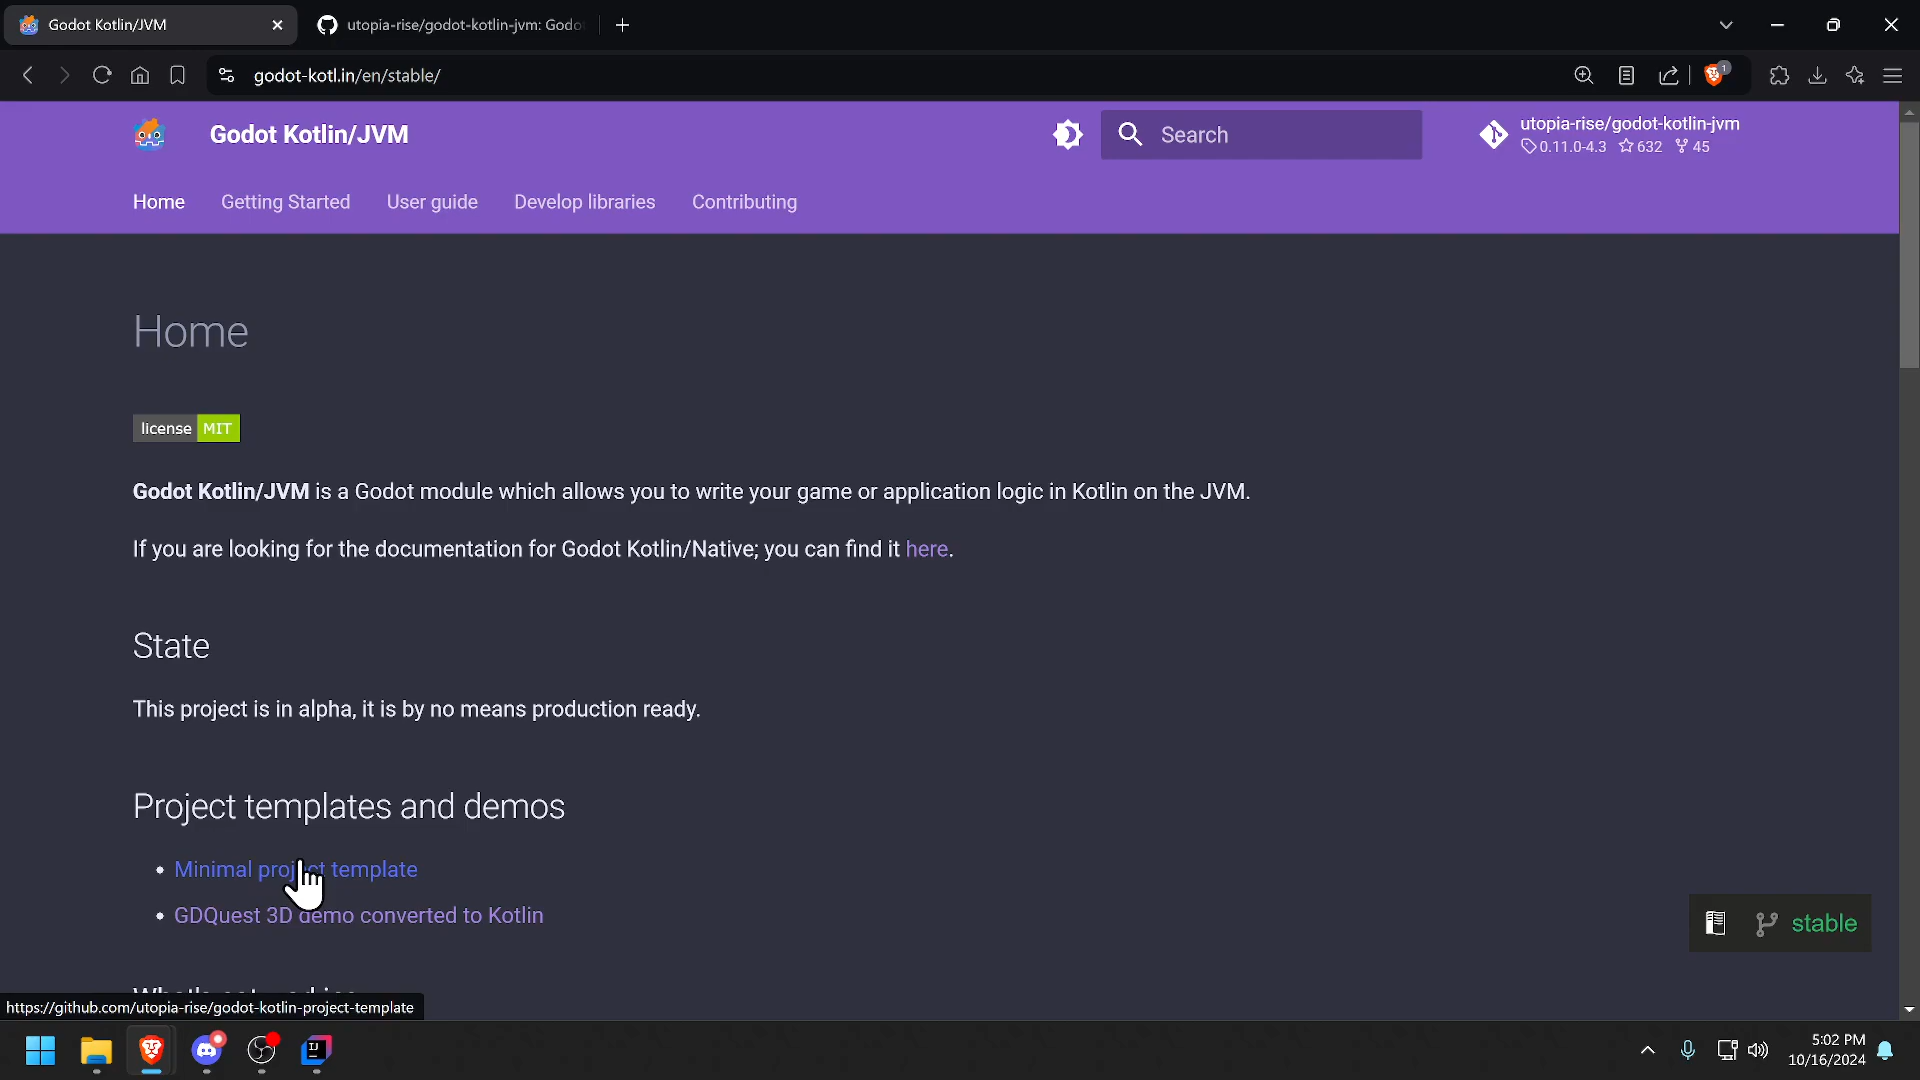 Godot Kotlin/JVM
utopia-rise/godot-kotlin-jvm: Godo
godot-kotl.in/en/stable/
1
Godot Kotlin/JVM
Search
utopia-rise/godot-kotlin-jvm
0.11.0-4.3 632 45
Home Getting Started User guide Develop libraries Contributing
Home
license MIT
Godot Kotlin/JVM is a Godot module which allows you to write your game or application logic in Kotlin on the JVM.
If you are looking for the documentation for Godot Kotlin/Native; you can find it here.
State
This project is in alpha, it is by no means production ready.
Project templates and demos
Minimal project template
GDQuest 3D demo converted to Kotlin
stable
https://github.com/utopia-rise/godot-kotlin-project-template
IJ
5:02 PM
10/16/2024